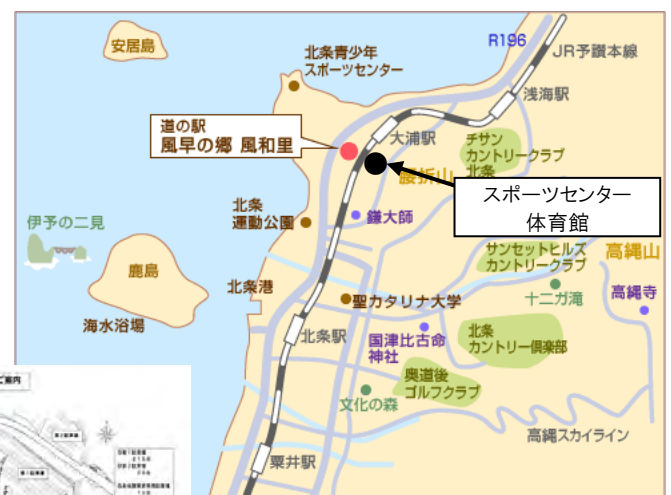 安居島
北条青少年
スポーツセンター
R196
JR予讃本線
浅海駅
道の駅
風早の郷 風和里
大浦駅
チサン
カントリークラブ
北条
腰折山
スポーツセンター
体育館
北条
運動公園
鎌大師
伊予の二見
鹿島
海水浴場
北条港
サンセットヒルズ
カントリークラブ
高縄山
十二ガ滝
高縄寺
聖カタリナ大学
北条駅
国津比古命
神社
北条
カントリー倶楽部
奥道後
ゴルフクラブ
文化の森
高縄スカイライン
粟井駅
ご案内